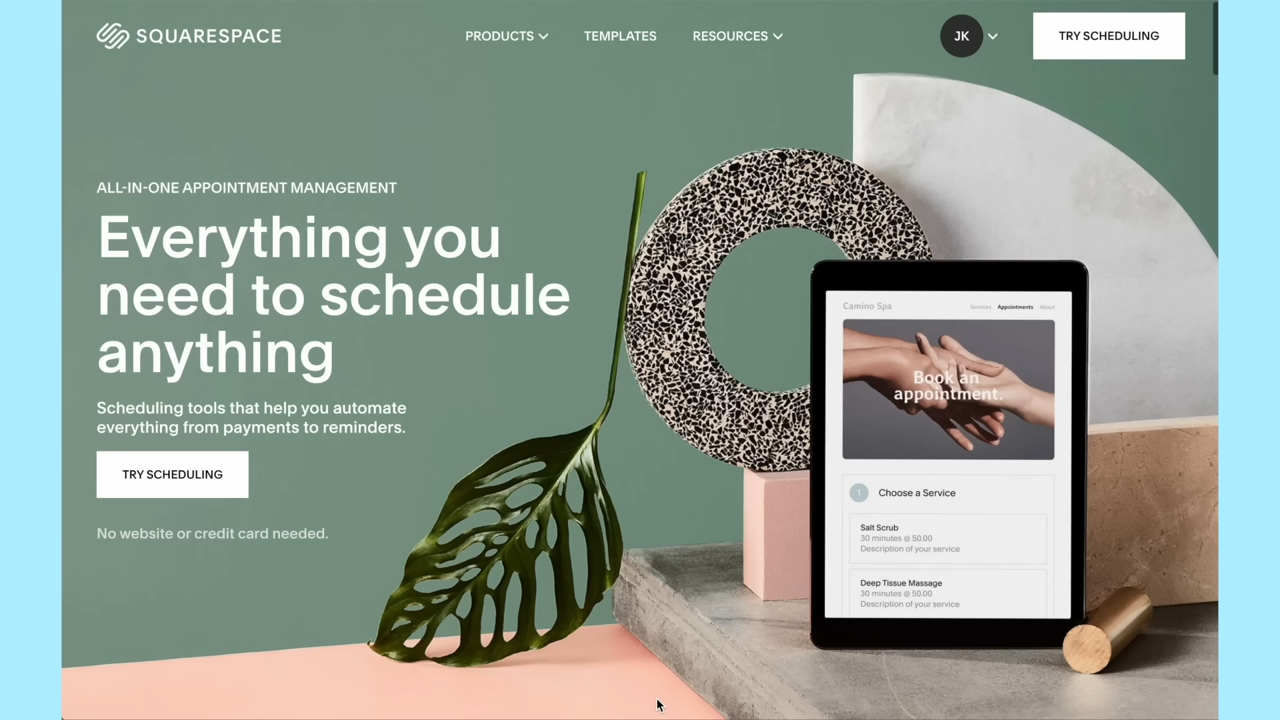 SQUARESPACE
PRODUCTS
TEMPLATES
RESOURCES
JK
TRY SCHEDULING
ALL-IN-ONE APPOINTMENT MANAGEMENT
Everything you
need to schedule
anything
Scheduling tools that help you automate
everything from payments to reminders.
TRY SCHEDULING
No website or credit card needed.
Camino Spa
Services
Appointments
About
Book an
appointment.
1
Choose a Service
Salt Scrub
30 minutes @ 50.00
Description of your service
Deep Tissue Massage
30 minutes @ 50.00
Description of your service